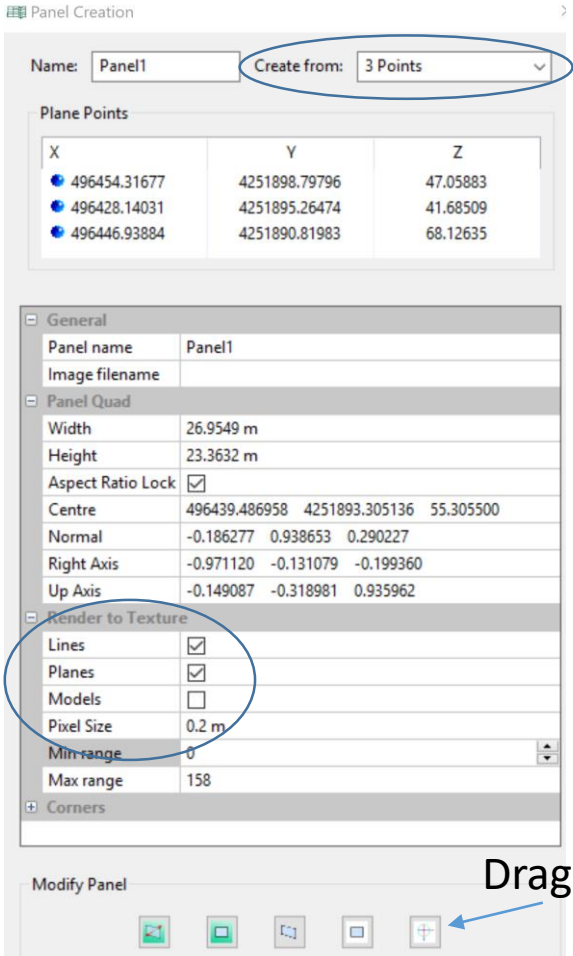 Panel Creation
Name: Panel1 Create from: 3 Points
Plane Points
X Y Z
496454.31677 4251898.79796 47.05883
496428.14031 4251895.26474 41.68509
496446.93884 4251890.81983 68.12635
General
Panel name Panel1
Image filename
Panel Quad
Width 26.9549 m
Height 23.3632 m
Aspect Ratio Lock
Centre 496439.486958 4251893.305136 55.305500
Normal -0.186277 0.938653 0.290227
Right Axis -0.971120 -0.131079 -0.199360
Up Axis -0.149087 -0.318981 0.935962
Render to Texture
Lines
Planes
Models
Pixel Size 0.2 m
Min range 0
Max range 158
Corners
Modify Panel
Drag